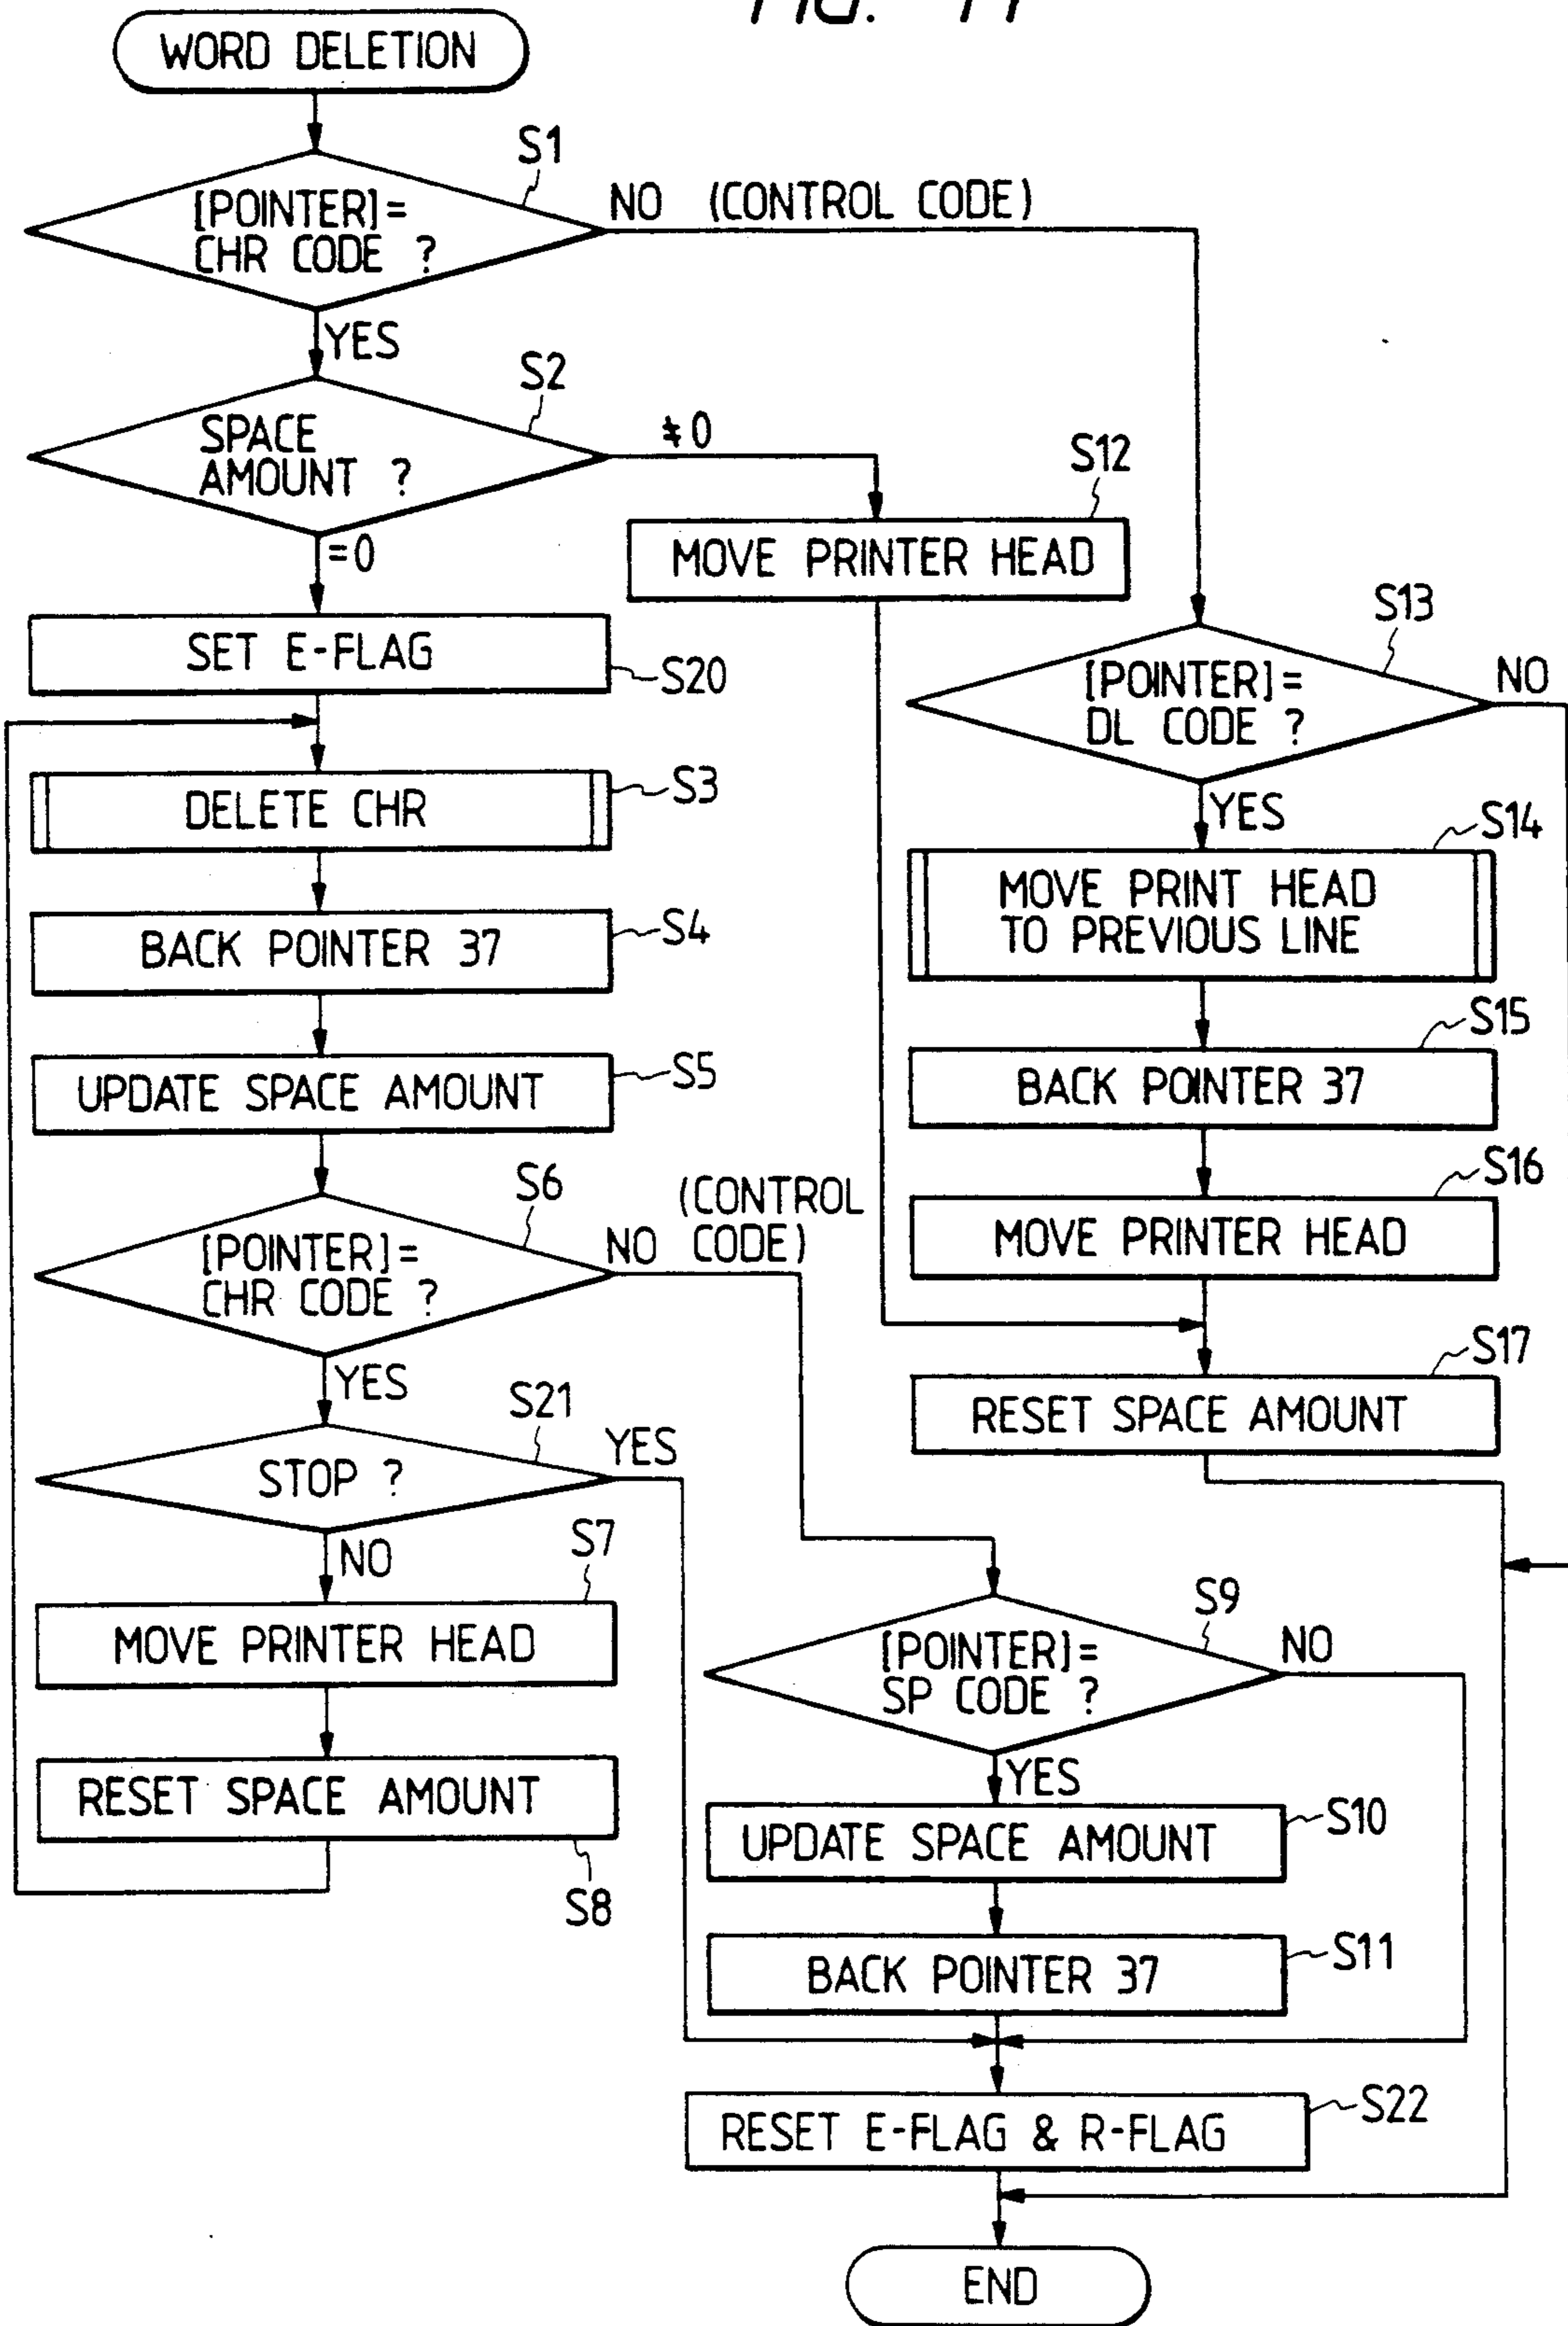 FIG.
WORD DELETION
S1
[POINTER]=
CHR CODE ?
NO (CONTROL CODE)
YES
S2
SPACE
AMOUNT ?
≠0
=0
S12
MOVE PRINTER HEAD
SET E-FLAG
S20
S13
[POINTER]=
DL CODE ?
NO
YES
DELETE CHR
S3
S14
MOVE PRINT HEAD
TO PREVIOUS LINE
BACK POINTER 37
S4
S15
BACK POINTER 37
UPDATE SPACE AMOUNT
S5
S16
MOVE PRINTER HEAD
S6
[POINTER]=
CHR CODE ?
(CONTROL
NO CODE)
YES
S17
RESET SPACE AMOUNT
S21
STOP ?
YES
NO
S7
MOVE PRINTER HEAD
S9
[POINTER]=
SP CODE ?
NO
YES
RESET SPACE AMOUNT
S8
UPDATE SPACE AMOUNT
S10
BACK POINTER 37
S11
RESET E-FLAG & R-FLAG
S22
END